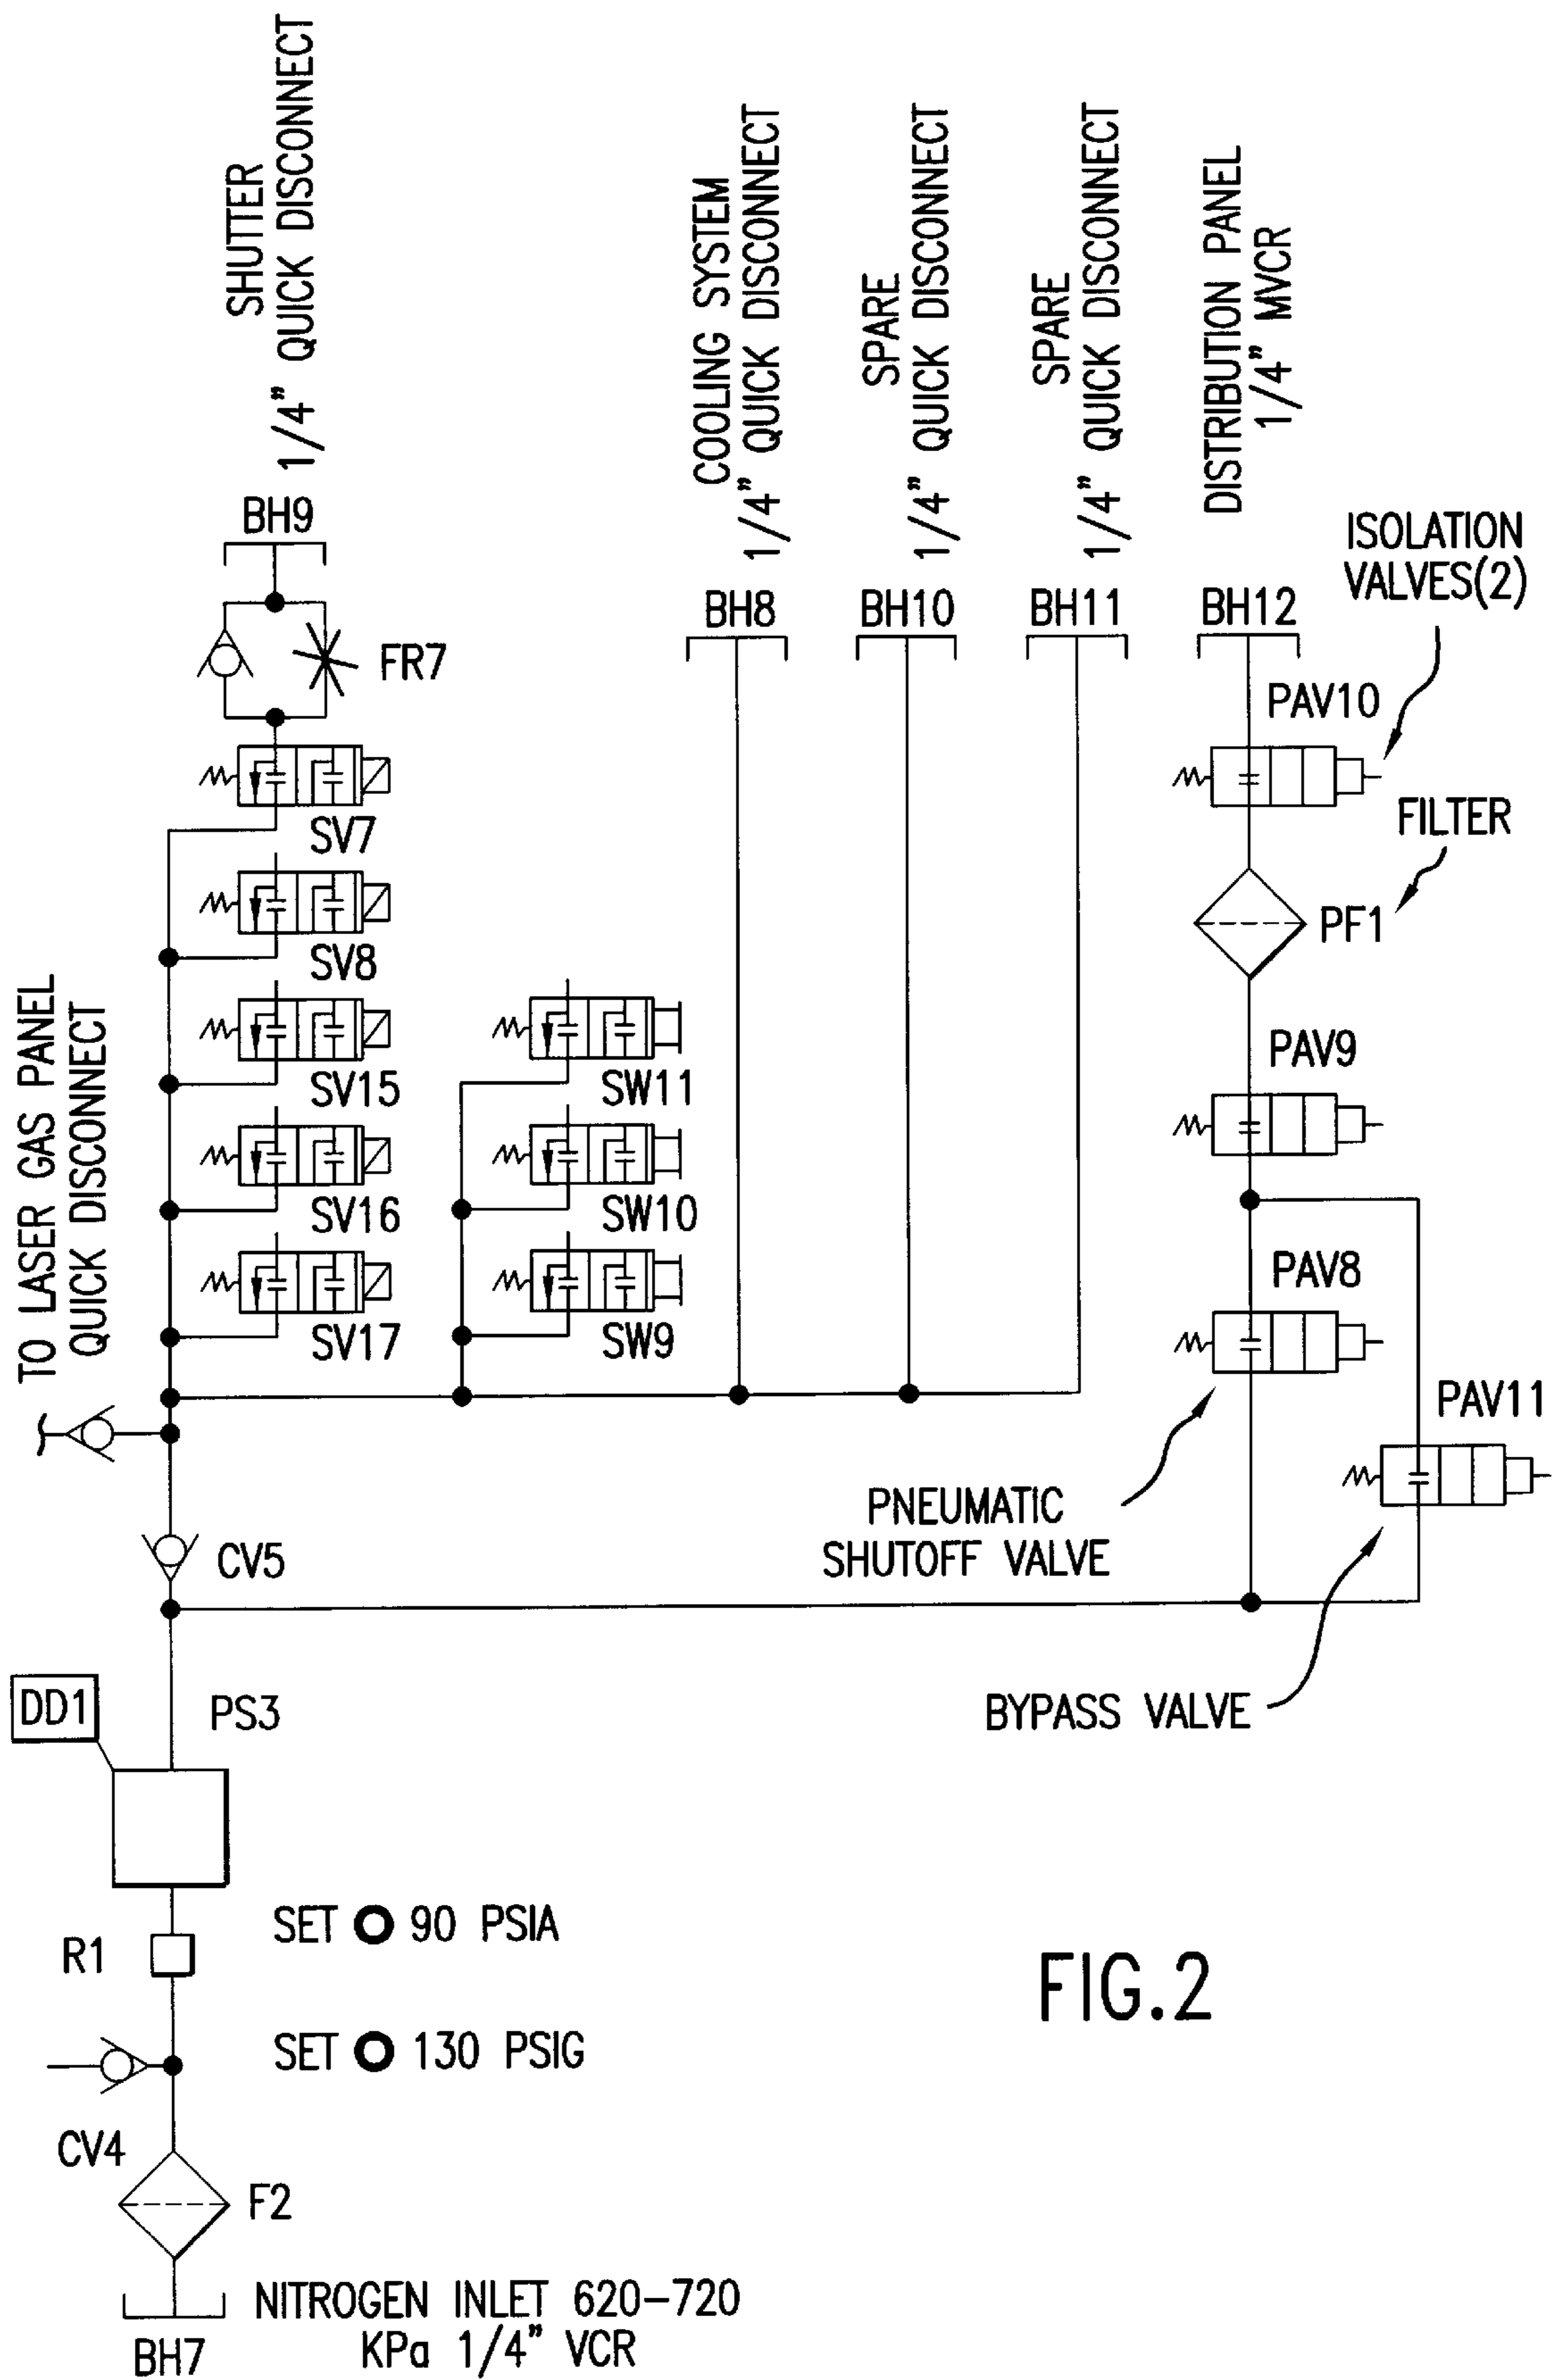 SHUTTER
1/4" QUICK DISCONNECT
COOLING SYSTEM
1/4" QUICK DISCONNECT
SPARE
1/4" QUICK DISCONNECT
SPARE
1/4" QUICK DISCONNECT
DISTRIBUTION PANEL
1/4" MVCR
BH9
BH8
BH10
BH11
BH12
ISOLATION
VALVES(2)
FR7
PAV10
SV7
FILTER
PF1
SV8
TO LASER GAS PANEL
QUICK DISCONNECT
SV15
SW11
PAV9
SV16
SW10
SV17
SW9
PAV8
PAV11
PNEUMATIC
SHUTOFF VALVE
CV5
BYPASS VALVE
DD1
PS3
R1
SET O 90 PSIA
SET O 130 PSIG
FIG.2
CV4
F2
NITROGEN INLET 620-720
KPa 1/4" VCR
BH7